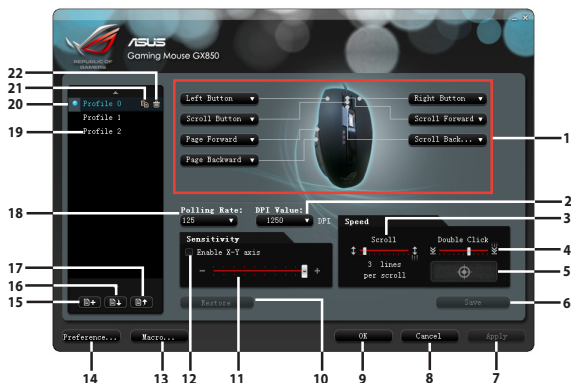 REPUBLIC OF
GAMERS
ASUS
Gaming Mouse GX850
22
21
20
19
Profile 0
Profile 1
Profile 2
Left Button
Scroll Button
Page Forward
Page Backward
Right Button
Scroll Forward
Scroll Back...
1
18
Polling Rate:
125
DPI Value:
1250
DPI
2
Sensitivity
Enable X-Y axis
- +
Speed
3
Scroll
3 lines
per scroll
Double Click
4
5
17
16
15
Restore
Save
6
Preference...
Macro...
OK
Cancel
Apply
14
13
12
11
10
9
8
7